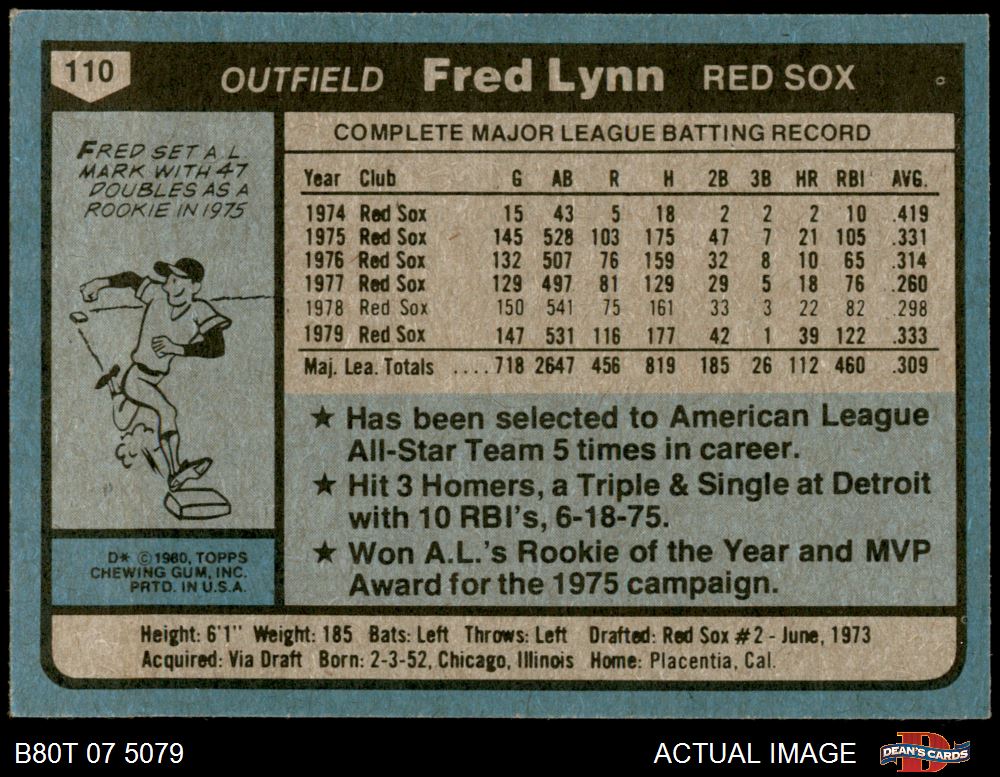 110 OUTFIELD Fred Lynn RED SOX
FRED SET A L
MARK WITH 47
DOUBLES AS A
ROOKIE IN 1975
D* © 1980, TOPPS
CHEWING GUM, INC.
PRTD. IN U.S.A.
COMPLETE MAJOR LEAGUE BATTING RECORD
Year Club G AB R H 2B 3B HR RBI AVG.
1974 Red Sox 15 43 5 18 2 2 2 10 .419
1975 Red Sox 145 528 103 175 47 7 21 105 .331
1976 Red Sox 132 507 76 159 32 8 10 65 .314
1977 Red Sox 129 497 81 129 29 5 18 76 .260
1978 Red Sox 150 541 75 161 33 3 22 82 .298
1979 Red Sox 147 531 116 177 42 1 39 122 .333
Maj. Lea. Totals ....718 2647 456 819 185 26 112 460 .309
★ Has been selected to American League
All-Star Team 5 times in career.
★ Hit 3 Homers, a Triple & Single at Detroit
with 10 RBI's, 6-18-75.
★ Won A.L.'s Rookie of the Year and MVP
Award for the 1975 campaign.
Height: 6'1" Weight: 185 Bats: Left Throws: Left Drafted: Red Sox #2 - June, 1973
Acquired: Via Draft Born: 2-3-52, Chicago, Illinois Home: Placentia, Cal.
B80T 07 5079 ACTUAL IMAGE DEAN'S CARDS